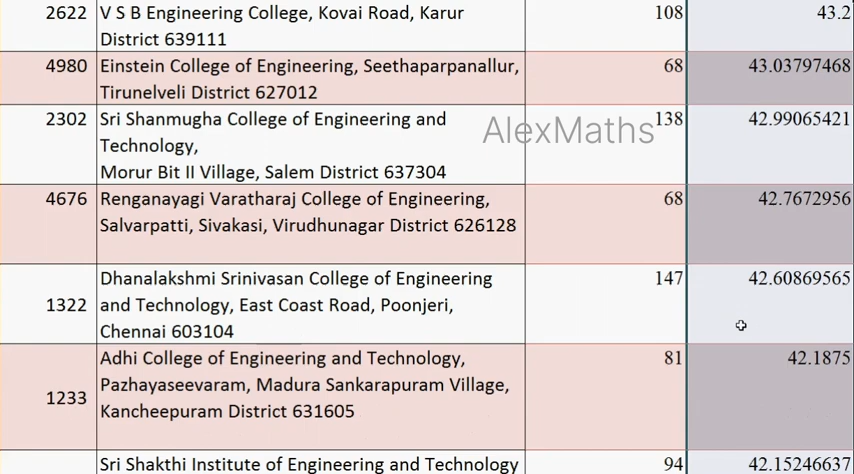 2622 V S B Engineering College, Kovai Road, Karur 108 43.2
District 639111
4980 Einstein College of Engineering, Seethaparpanallur, 68 43.03797468
Tirunelveli District 627012
2302 Sri Shanmugha College of Engineering and 138 42.99065421
AlexMaths
Technology,
Morur Bit II Village, Salem District 637304
4676 Renganayagi Varatharaj College of Engineering, 68 42.7672956
Salvarpatti, Sivakasi, Virudhunagar District 626128
Dhanalakshmi Srinivasan College of Engineering 147 42.60869565
1322 and Technology, East Coast Road, Poonjeri,
Chennai 603104
Adhi College of Engineering and Technology, 81 42.1875
Pazhayaseevaram, Madura Sankarapuram Village,
1233 Kancheepuram District 631605
Sri Shakthi Institute of Engineering and Technology 94 42.15246637